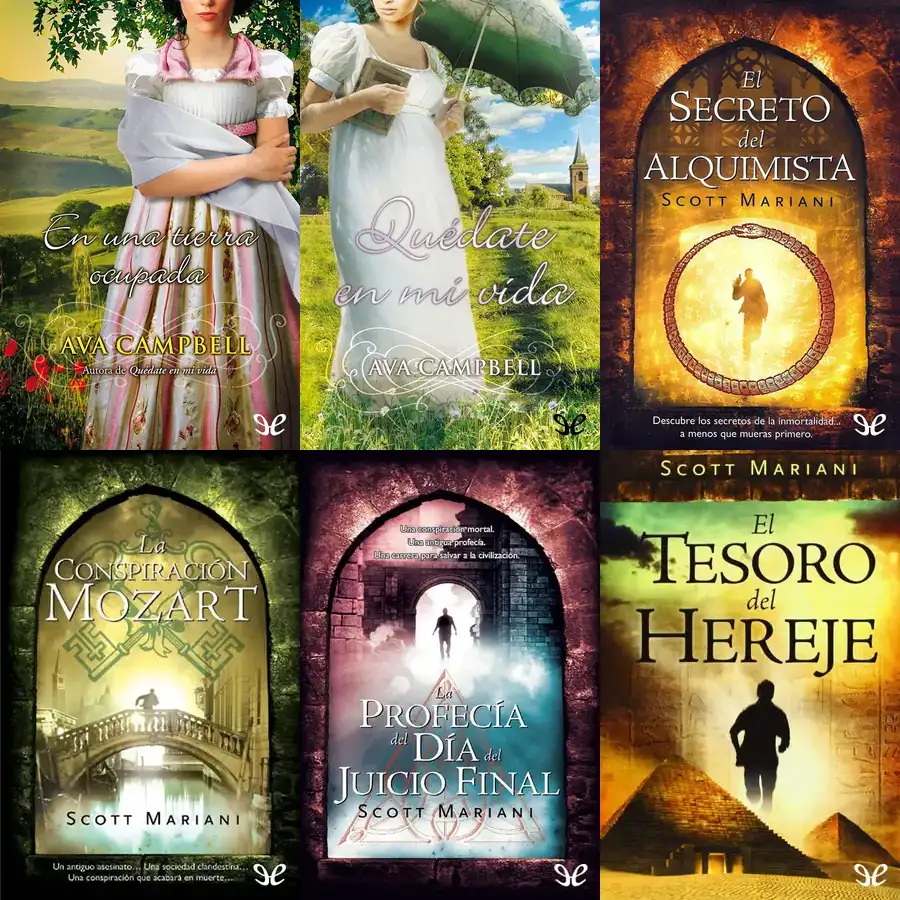 En una tierra
ocupada
AVA CAMPBELL
Autora de Quédate en mi vida
Quédate
en mi vida
AVA CAMPBELL
El
SECRETO
del
ALQUIMISTA
SCOTT MARIANI
Descubre los secretos de la inmortalidad...
a menos que mueras primero.
La
CONSPIRACIÓN
MOZART
SCOTT MARIANI
Un antiguo asesinato... Una sociedad clandestina...
Una conspiración que acabará en muerte...
Una conspiración mortal.
Una antigua profecía.
Una carrera para salvar a la civilización.
La
PROFECÍA
del DÍA del
JUICIO FINAL
SCOTT MARIANI
SCOTT MARIANI
El
TESORO
del
HEREJE